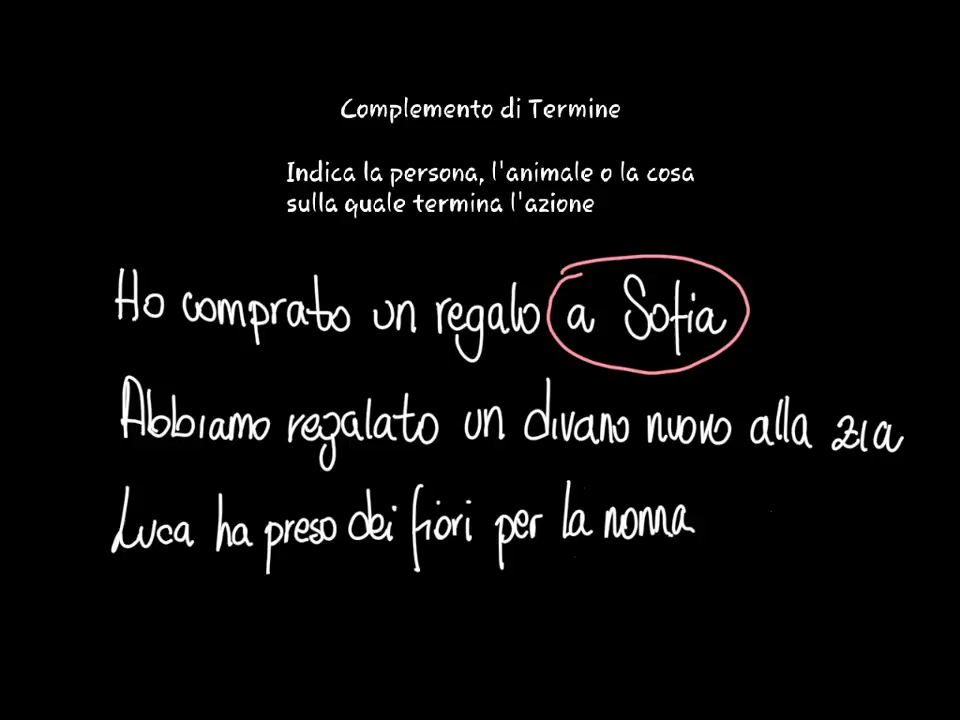 Complemento di Termine
Indica la persona, l'animale o la cosa
sulla quale termina l'azione
Ho comprato un regalo a Sofia
Abbiamo regalato un divano nuovo alla zia
Luca ha preso dei fiori per la nonna